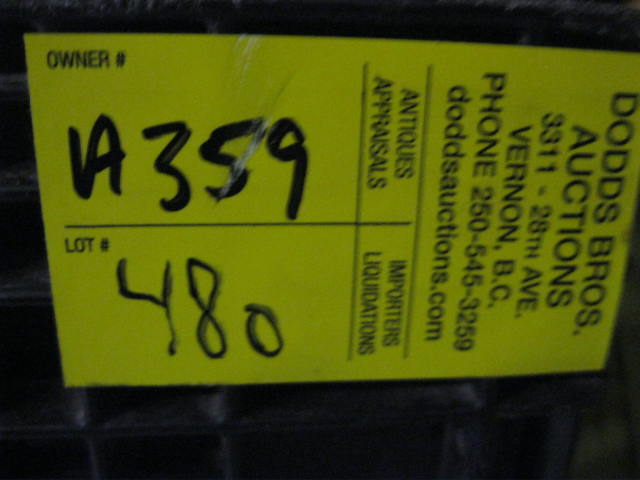 OWNER #
A359
LOT #
480
ANTIQUES
APPRAISALS
IMPORTERS
LIQUIDATIONS
DODDS BROS.
AUCTIONS
3311 - 28TH AVE.
VERNON, B.C.
PHONE 250-545-3259
doddsauctions.com